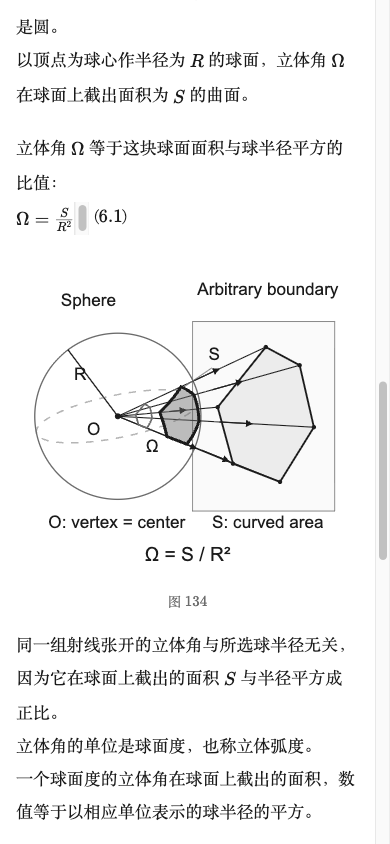 是圆。
以顶点为球心作半径为 R 的球面，立体角 Ω
在球面上截出面积为 S 的曲面。
立体角 Ω 等于这块球面面积与球半径平方的
比值：
Ω = S/R² (6.1)
Sphere
Arbitrary boundary
S
R
O
Ω
O: vertex = center
S: curved area
Ω = S / R²
图 134
同一组射线张开的立体角与所选球半径无关，
因为它在球面上截出的面积 S 与半径平方成
正比。
立体角的单位是球面度，也称立体弧度。
一个球面度的立体角在球面上截出的面积，数
值等于以相应单位表示的球半径的平方。